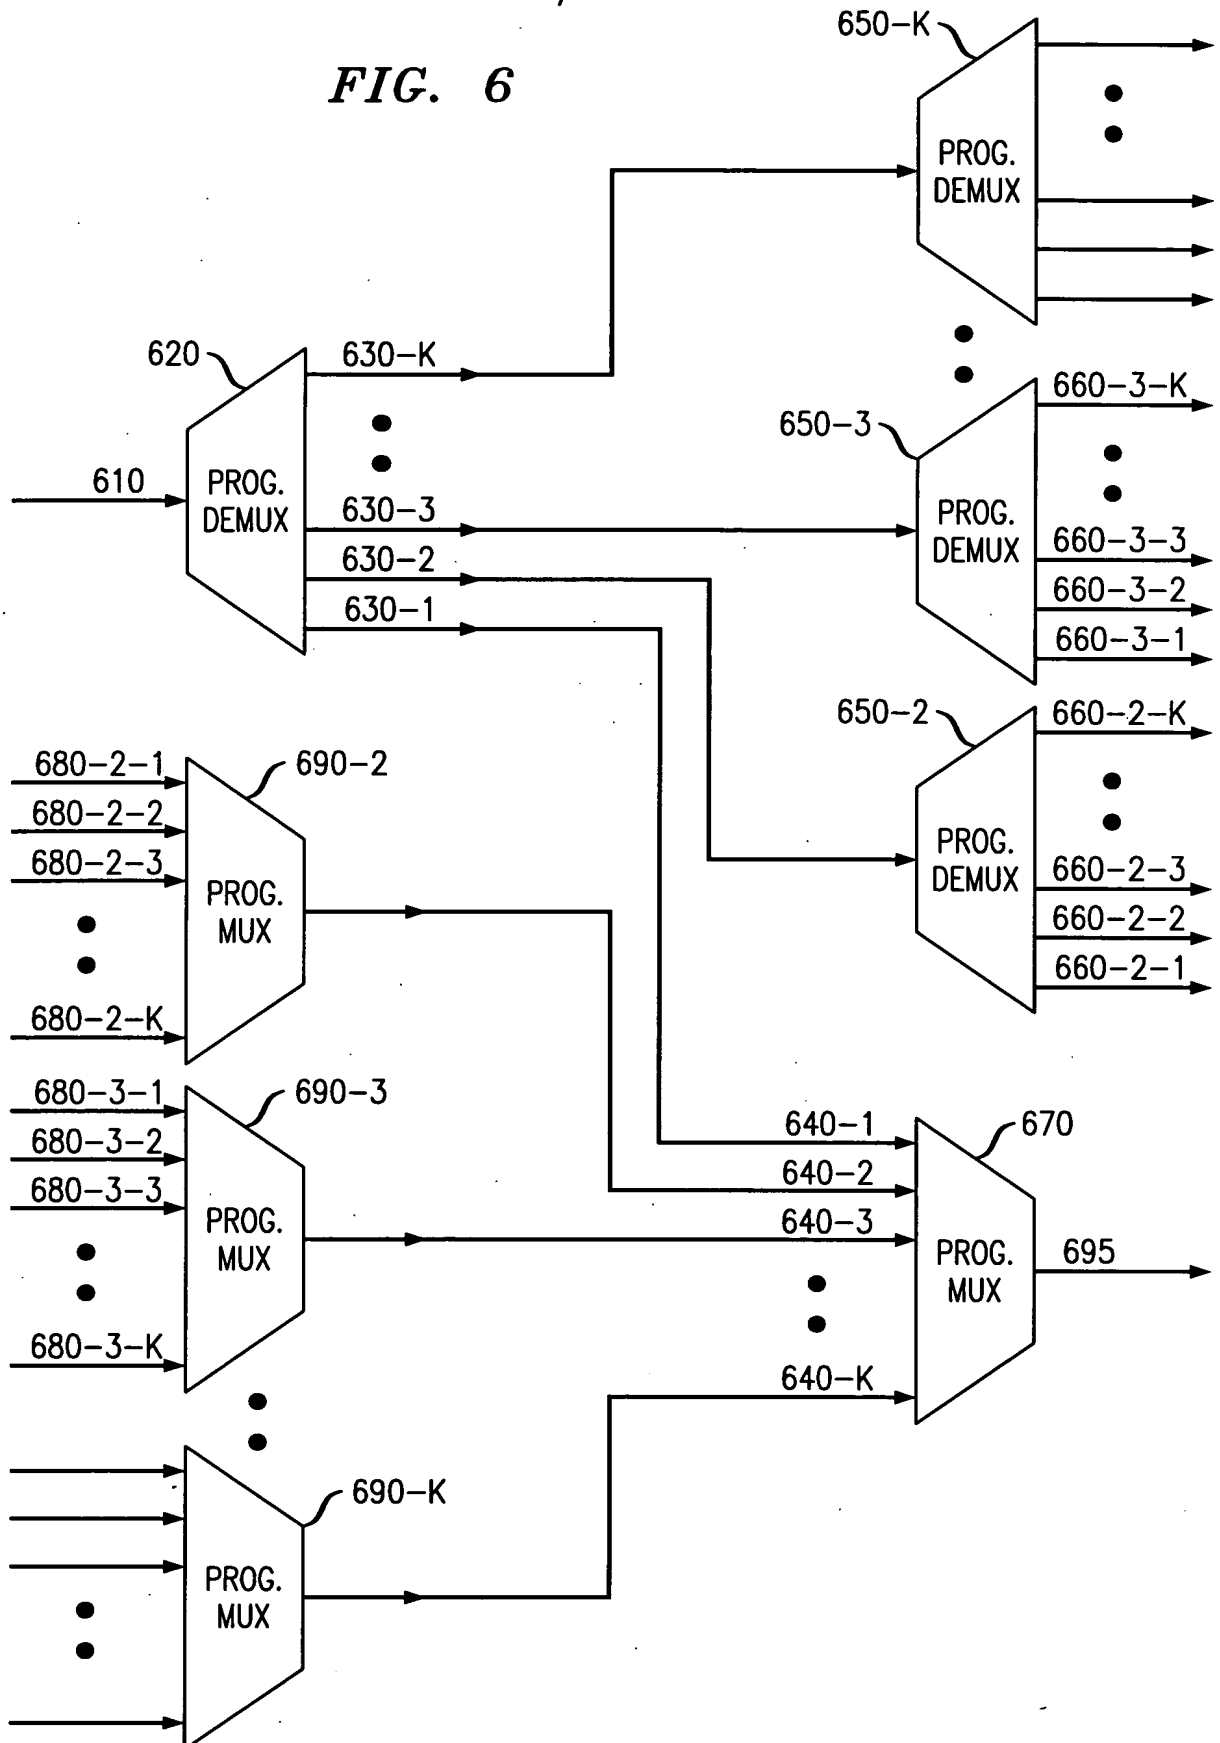 FIG. 6
650-K
PROG.
DEMUX
620
630-K
610
PROG.
DEMUX
630-3
630-2
630-1
650-3
660-3-K
PROG.
DEMUX
660-3-3
660-3-2
660-3-1
650-2
660-2-K
PROG.
DEMUX
660-2-3
660-2-2
660-2-1
680-2-1
690-2
680-2-2
680-2-3
PROG.
MUX
680-2-K
680-3-1
690-3
680-3-2
680-3-3
PROG.
MUX
680-3-K
640-1
670
640-2
640-3
PROG.
MUX
695
640-K
690-K
PROG.
MUX